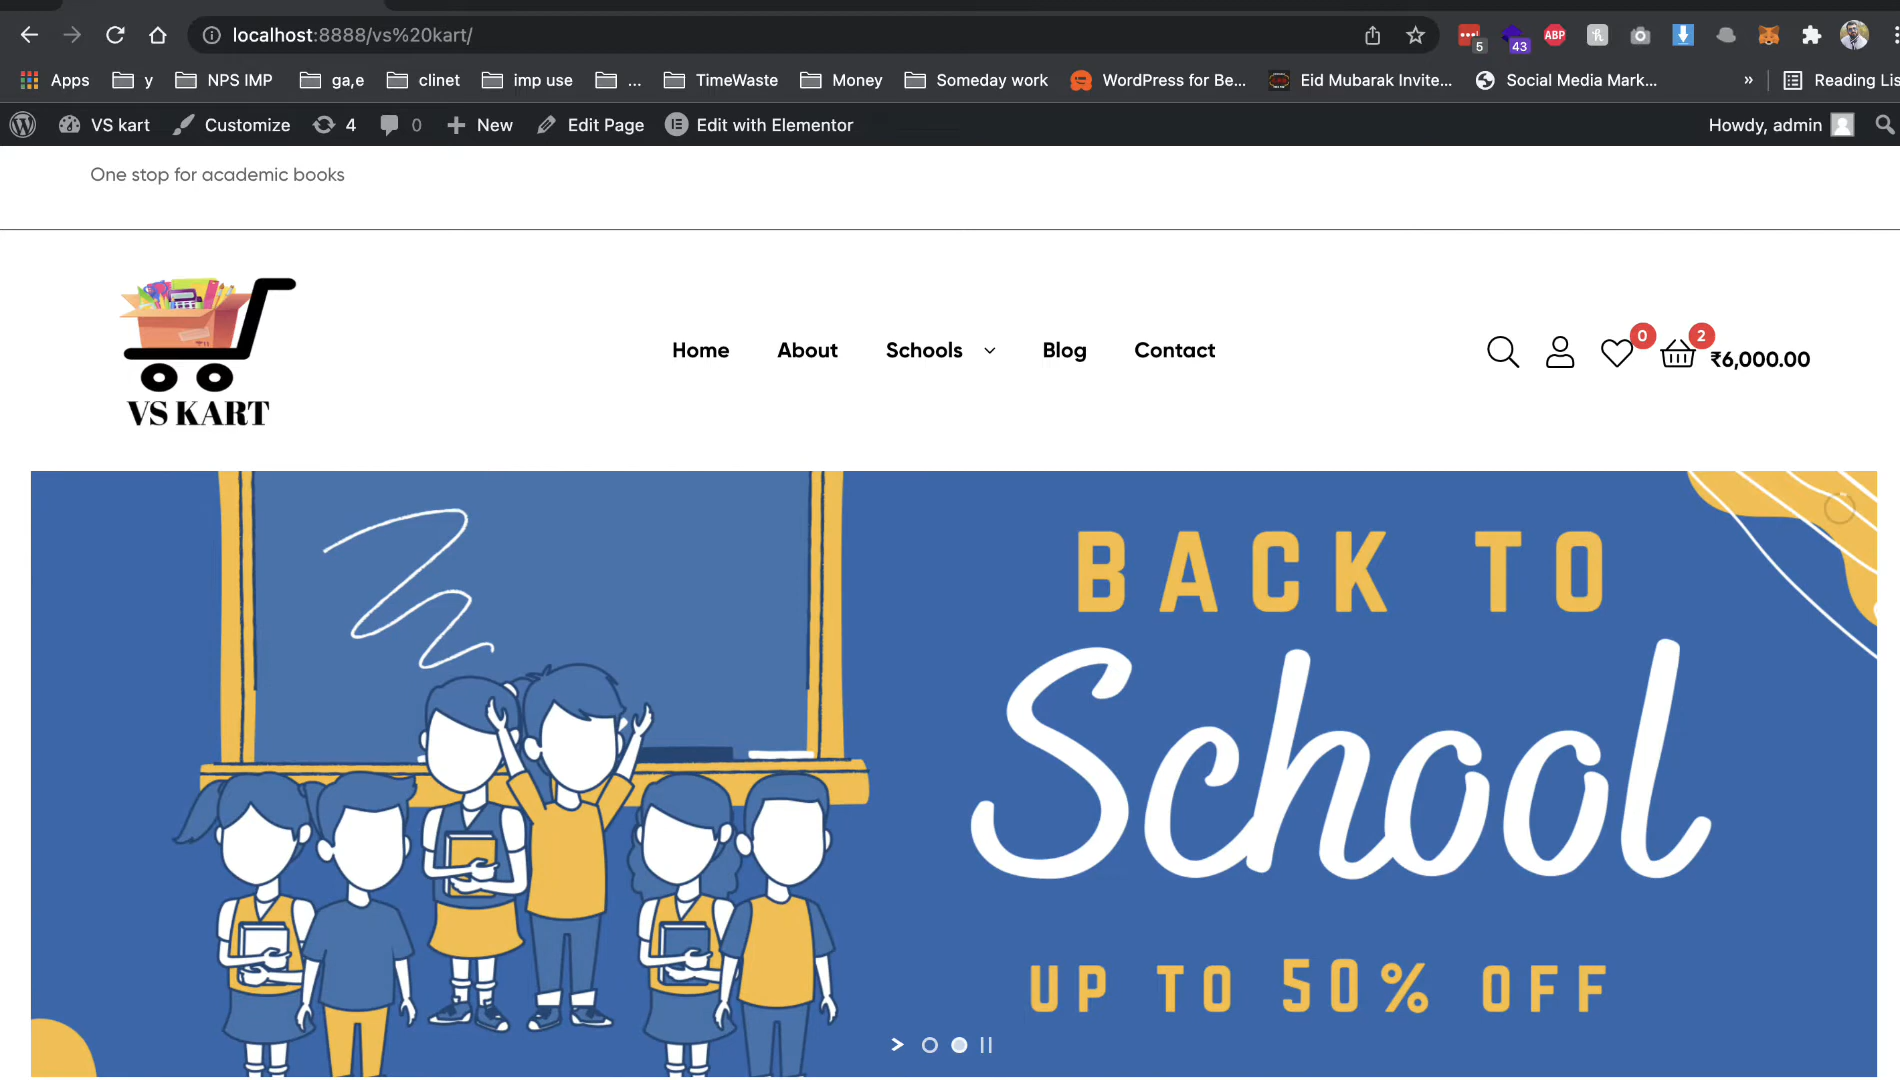 localhost:8888/vs%20kart/
5
43
ABP
Apps y NPS IMP ga,e clinet imp use ... TimeWaste Money Someday work WordPress for Be... Eid Mubarak Invite... Social Media Mark... » Reading Lis
VS kart Customize 4 0 New Edit Page Edit with Elementor Howdy, admin
One stop for academic books
VS KART
Home About Schools Blog Contact
0
2
₹6,000.00
BACK TO
School
UP TO 50% OFF